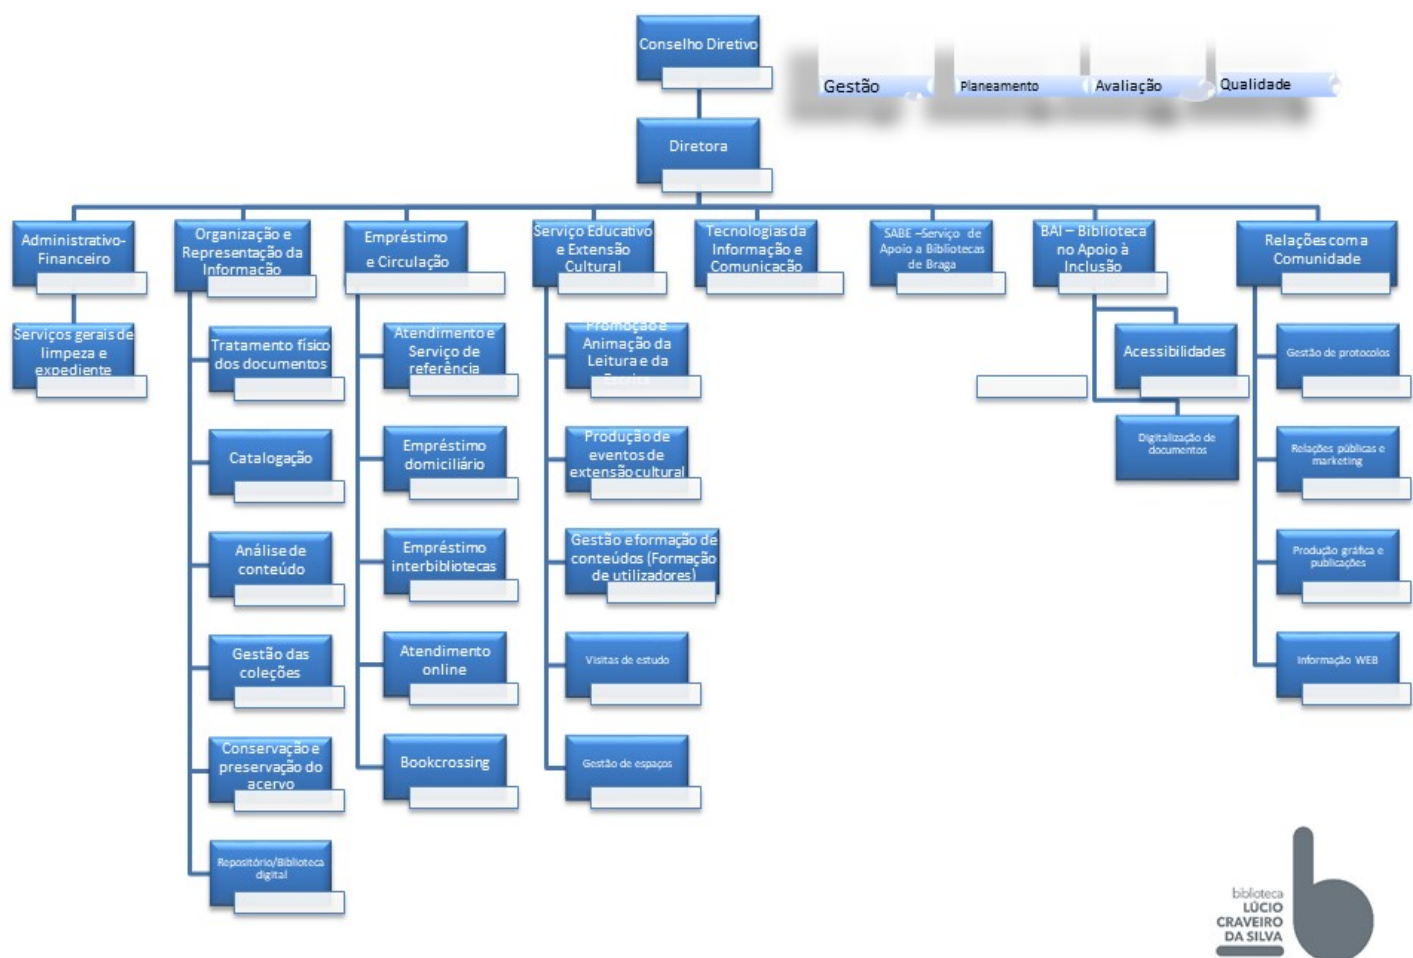 Conselho Diretivo
Gestão
Planeamento
Avaliação
Qualidade
Diretora
Administrativo-
Financeiro
Organização e
Representação da
Informação
Empréstimo
e Circulação
Serviço Educativo
e Extensão
Cultural
Tecnologias da
Informação e
Comunicação
SABE –Serviço de
Apoio a Bibliotecas
de Braga
BAI – Biblioteca
no Apoio à
Inclusão
Relações com a
Comunidade
Serviços gerais de
limpeza e
expediente
Tratamento físico
dos documentos
Catalogação
Análise de
conteúdo
Gestão das
coleções
Conservação e
preservação do
acervo
Repositório/Biblioteca
digital
Atendimento e
Serviço de
referência
Empréstimo
domiciliário
Empréstimo
interbibliotecas
Atendimento
online
Bookcrossing
Promoção e
Animação da
Leitura e da
Escrita
Produção de
eventos de
extensão cultural
Gestão e formação de
conteúdos (Formação
de utilizadores)
Visitas de estudo
Gestão de espaços
Acessibilidades
Digitalização de
documentos
Gestão de protocolos
Relações públicas e
marketing
Produção gráfica e
publicações
Informação WEB
biblioteca
LÚCIO
CRAVEIRO
DA SILVA